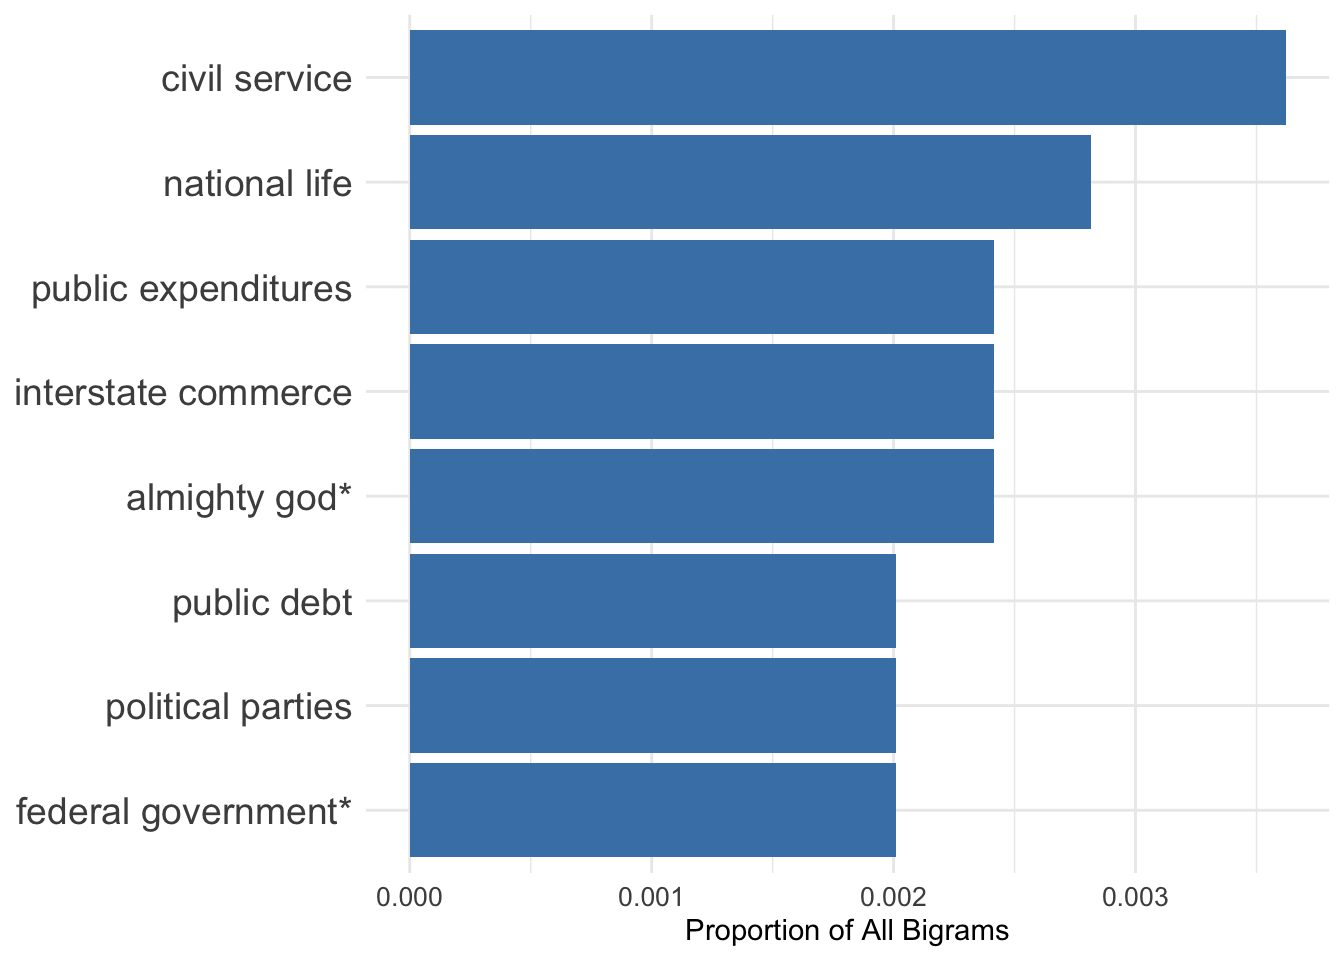 civil service
national life
public expenditures
interstate commerce
almighty god*
public debt
political parties
federal government*
0.000 0.001 0.002 0.003
Proportion of All Bigrams